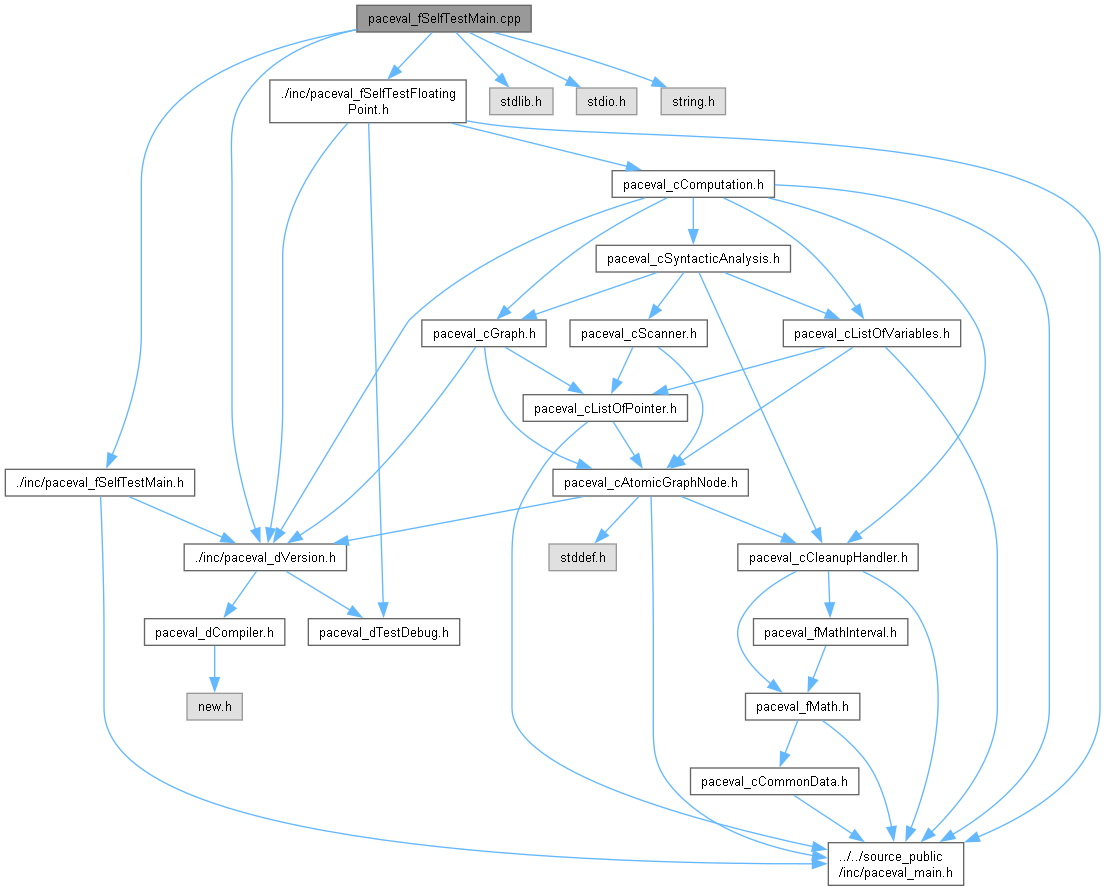 paceval_fSelfTestMain.cpp
./inc/paceval_fSelfTestFloating
Point.h
stdlib.h
stdio.h
string.h
paceval_cComputation.h
paceval_cSyntacticAnalysis.h
paceval_cGraph.h
paceval_cScanner.h
paceval_cListOfVariables.h
paceval_cListOfPointer.h
./inc/paceval_fSelfTestMain.h
paceval_cAtomicGraphNode.h
./inc/paceval_dVersion.h
stddef.h
paceval_cCleanupHandler.h
paceval_dCompiler.h
paceval_dTestDebug.h
paceval_fMathInterval.h
new.h
paceval_fMath.h
paceval_cCommonData.h
../../source_public
/inc/paceval_main.h